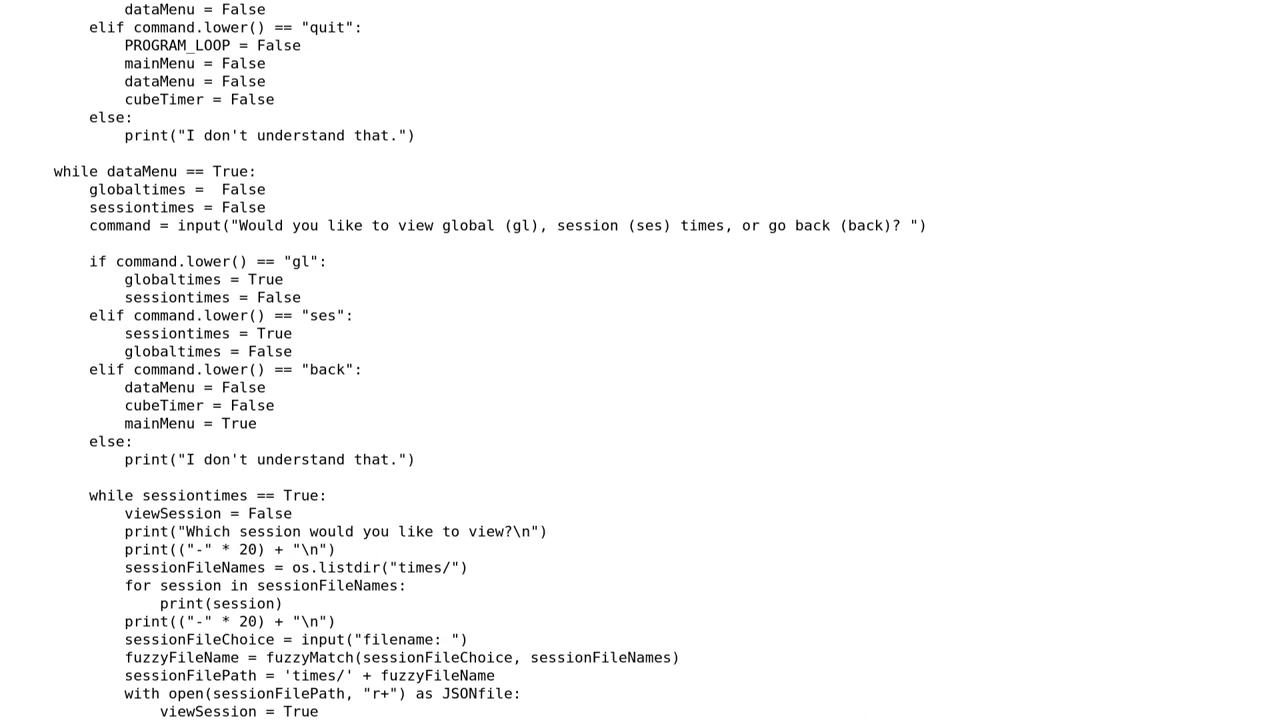 dataMenu = False
    elif command.lower() == "quit":
        PROGRAM_LOOP = False
        mainMenu = False
        dataMenu = False
        cubeTimer = False
    else:
        print("I don't understand that.")

while dataMenu == True:
    globaltimes =  False
    sessiontimes = False
    command = input("Would you like to view global (gl), session (ses) times, or go back (back)? ")

    if command.lower() == "gl":
        globaltimes = True
        sessiontimes = False
    elif command.lower() == "ses":
        sessiontimes = True
        globaltimes = False
    elif command.lower() == "back":
        dataMenu = False
        cubeTimer = False
        mainMenu = True
    else:
        print("I don't understand that.")

    while sessiontimes == True:
        viewSession = False
        print("Which session would you like to view?\n")
        print(("-" * 20) + "\n")
        sessionFileNames = os.listdir("times/")
        for session in sessionFileNames:
            print(session)
        print(("-" * 20) + "\n")
        sessionFileChoice = input("filename: ")
        fuzzyFileName = fuzzyMatch(sessionFileChoice, sessionFileNames)
        sessionFilePath = 'times/' + fuzzyFileName
        with open(sessionFilePath, "r+") as JSONfile:
            viewSession = True